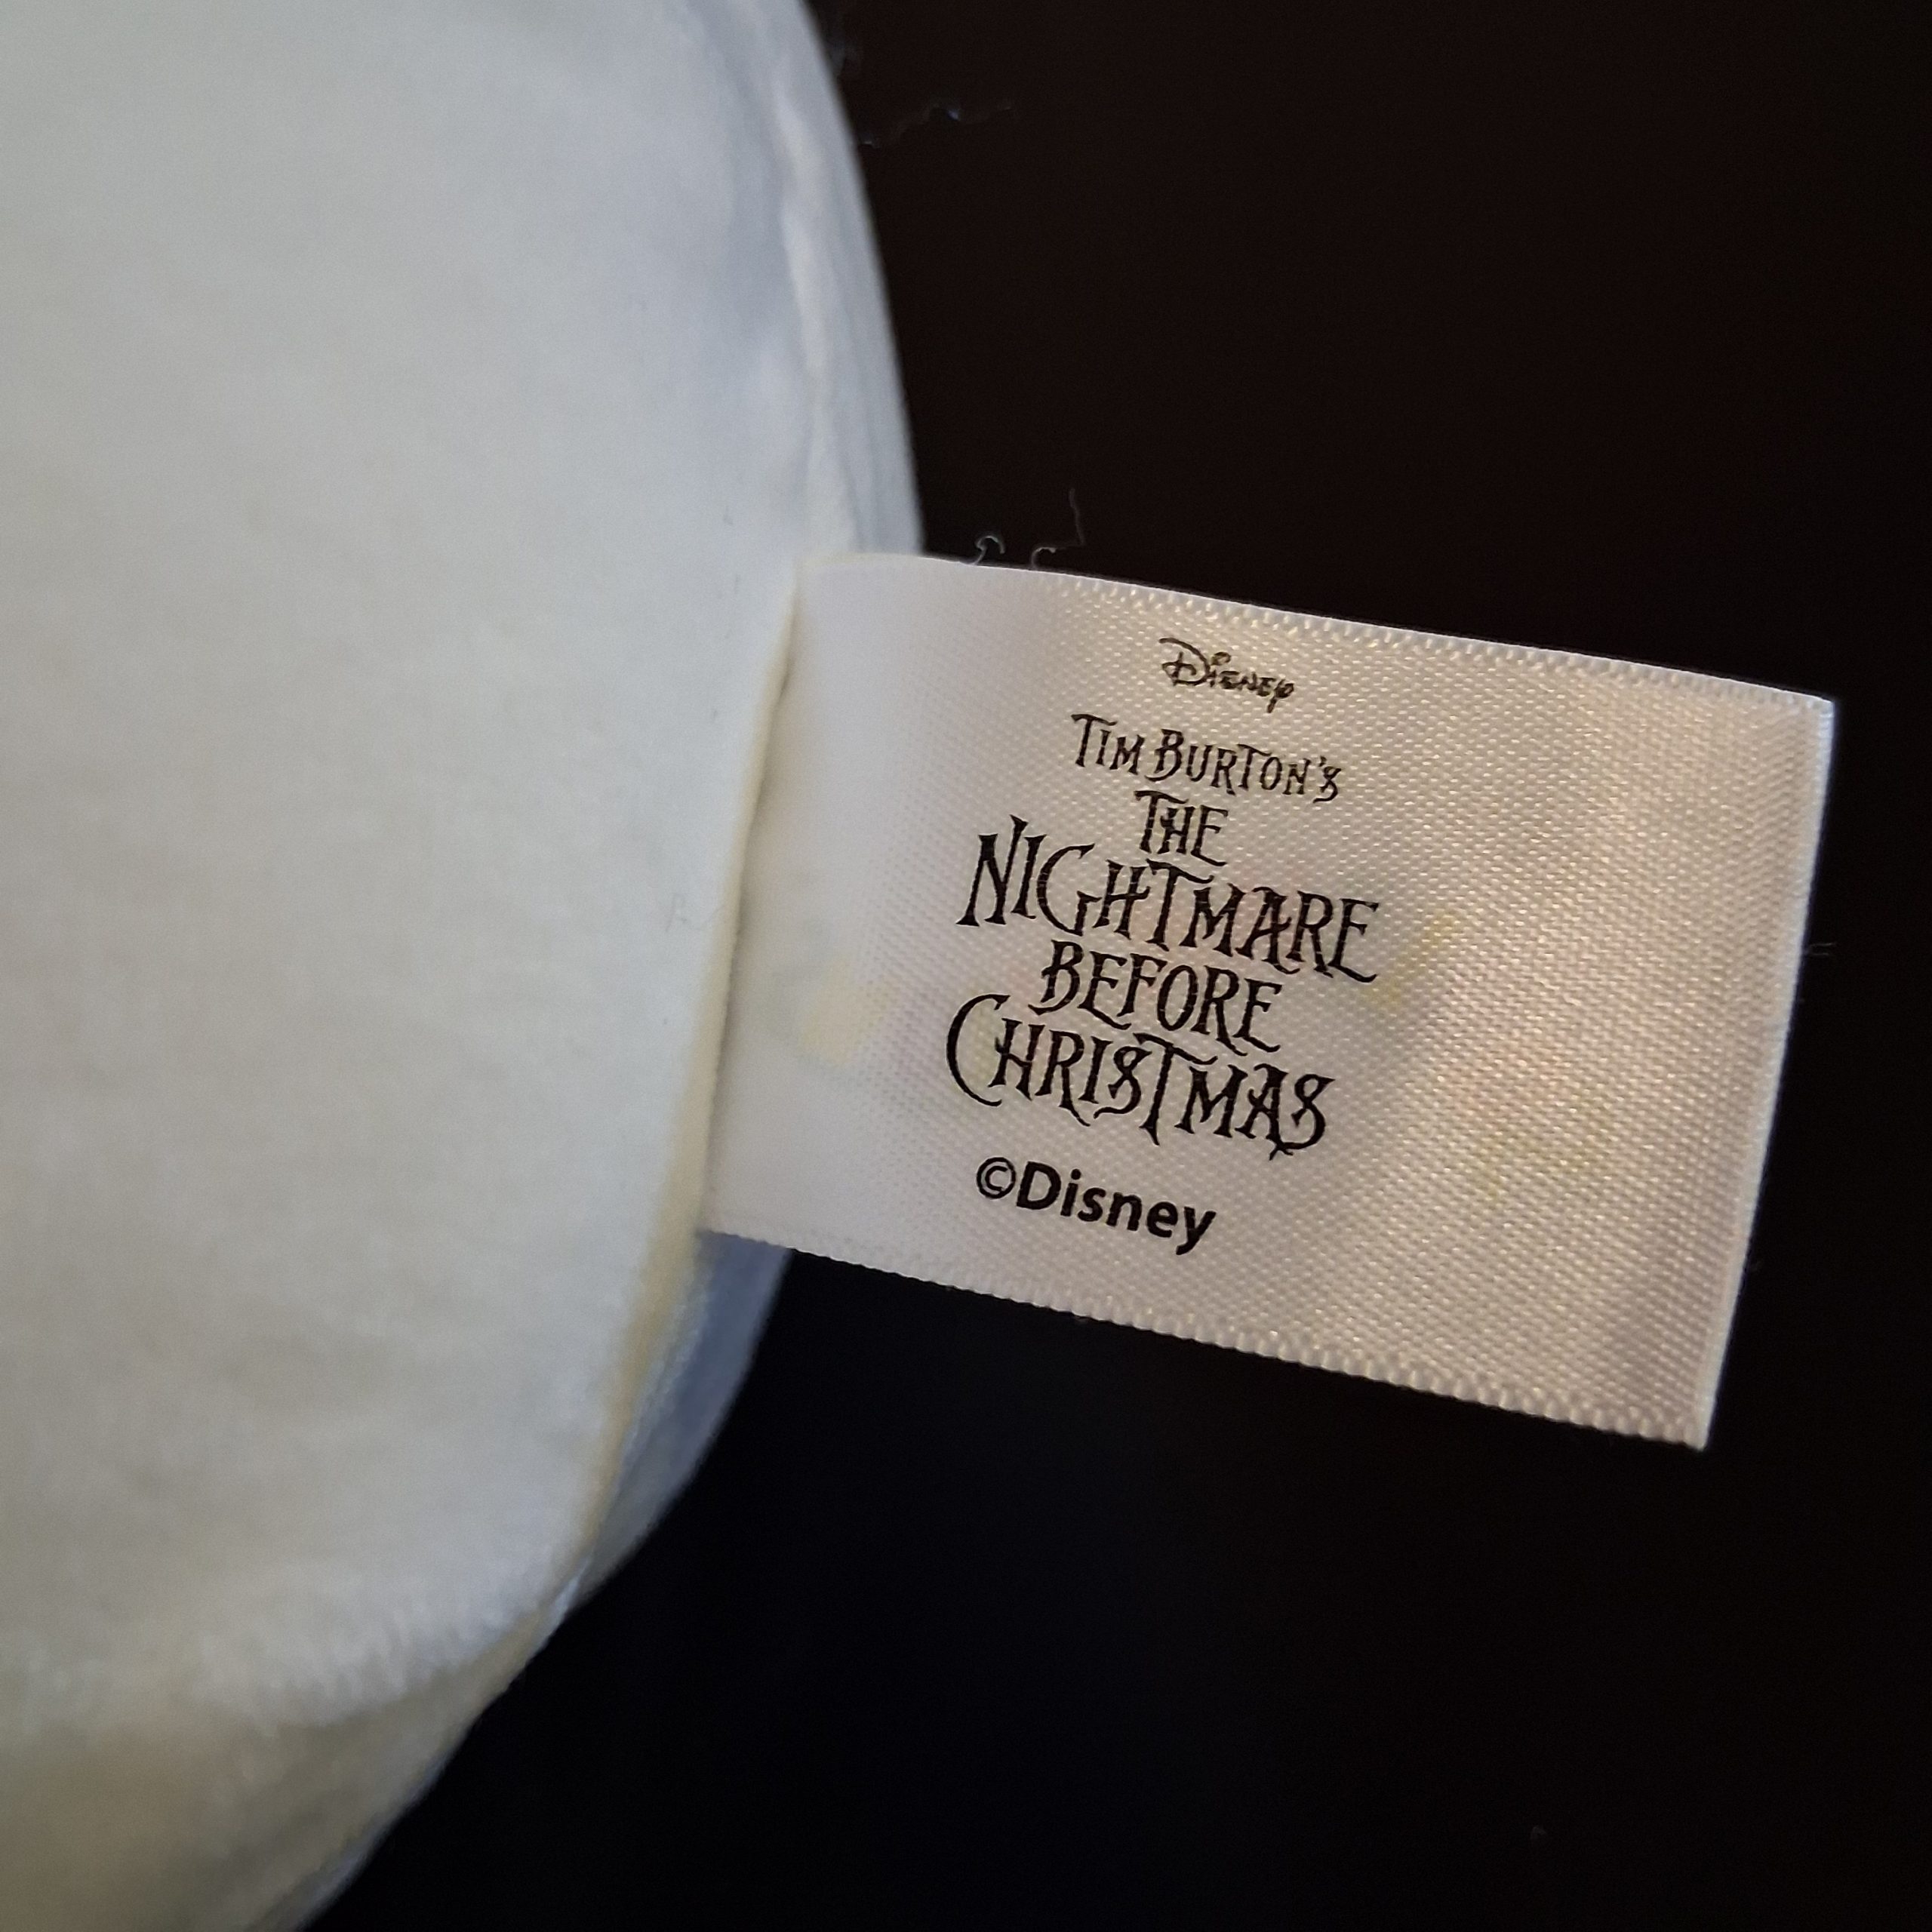 Disney
TIM BURTON'S
THE
NIGHTMARE
BEFORE
CHRISTMAS
©Disney